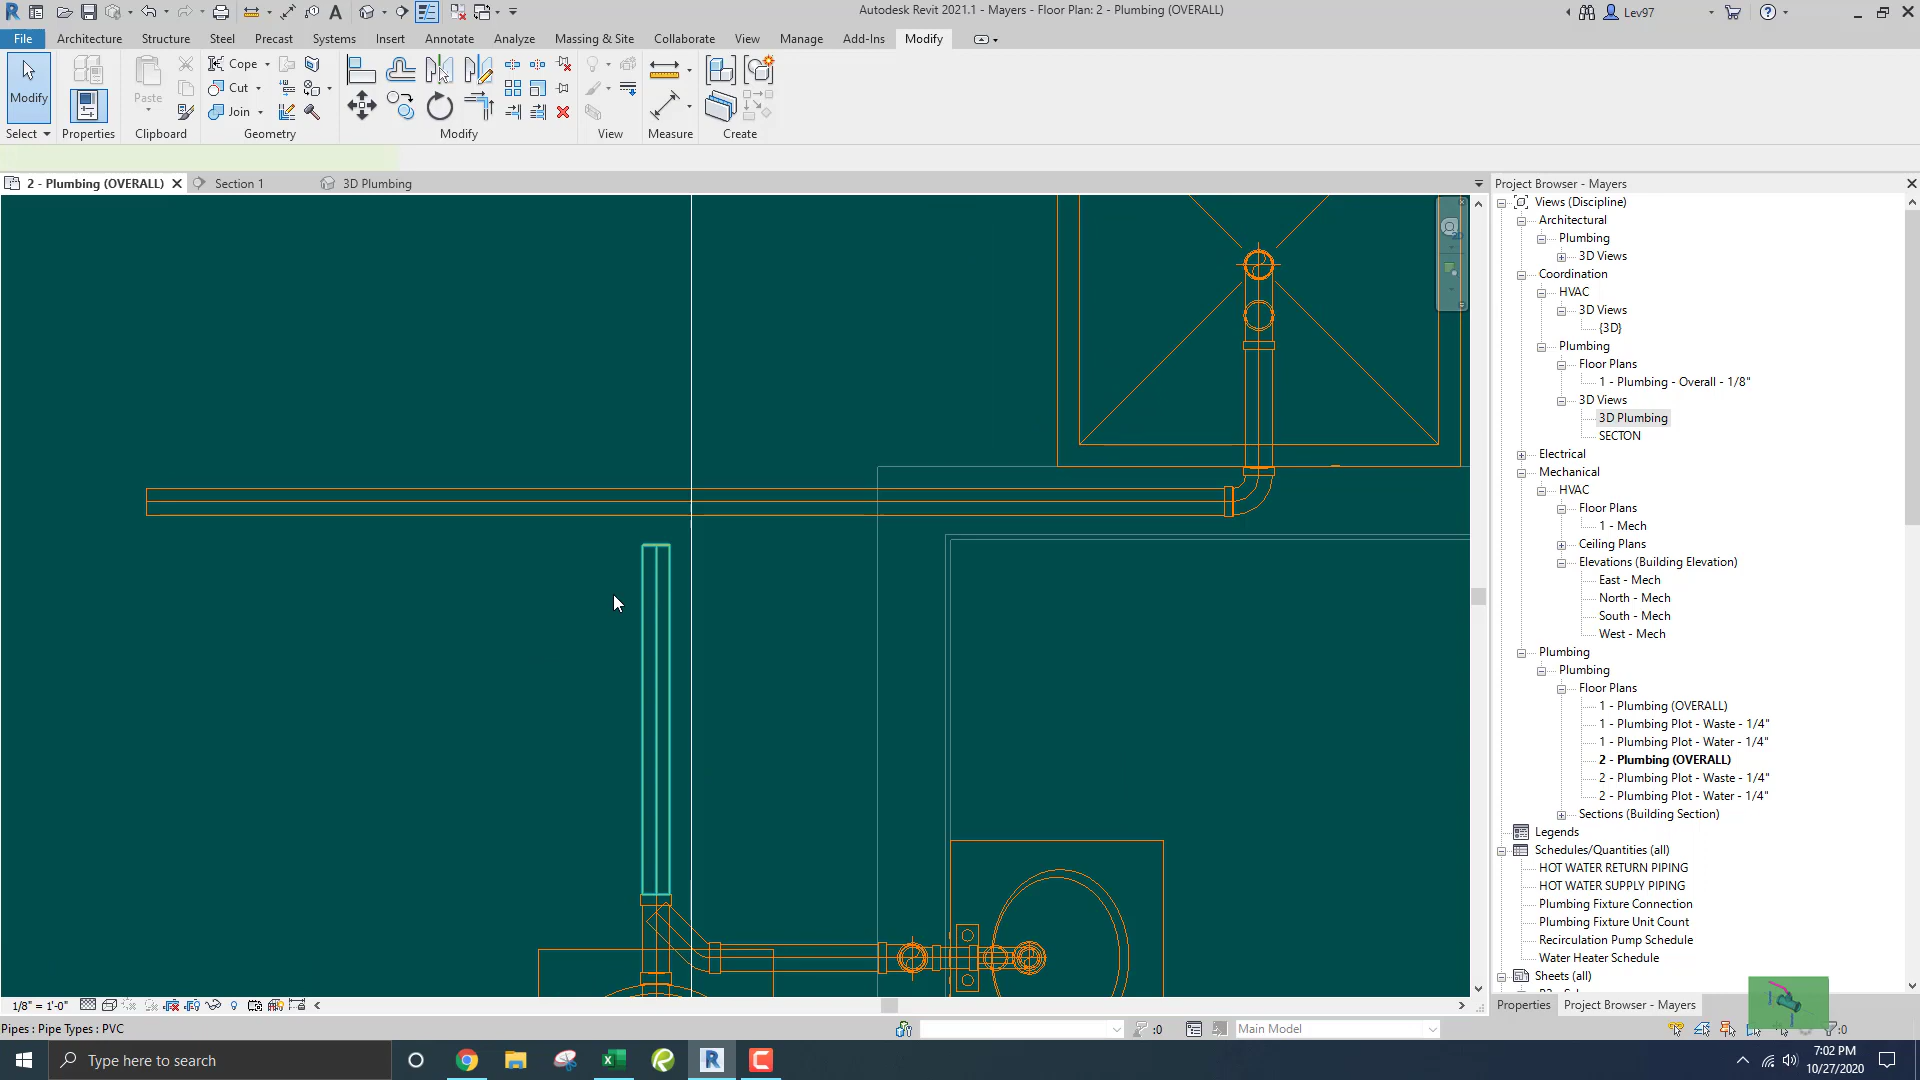 Autodesk Revit 2021.1 - Mayers - Floor Plan: 2 - Plumbing (OVERALL)
Lev97
File
Architecture
Structure
Steel
Precast
Systems
Insert
Annotate
Analyze
Massing & Site
Collaborate
View
Manage
Add-Ins
Modify
Modify
Paste
Cope
Cut
Join
Select
Properties
Clipboard
Geometry
Modify
View
Measure
Create
2 - Plumbing (OVERALL)
Section 1
3D Plumbing
Project Browser - Mayers
Views (Discipline)
Architectural
Plumbing
3D Views
Coordination
HVAC
3D Views
{3D}
Plumbing
Floor Plans
1 - Plumbing - Overall - 1/8"
3D Views
3D Plumbing
SECTON
Electrical
Mechanical
HVAC
Floor Plans
1 - Mech
Ceiling Plans
Elevations (Building Elevation)
East - Mech
North - Mech
South - Mech
West - Mech
Plumbing
Plumbing
Floor Plans
1 - Plumbing (OVERALL)
1 - Plumbing Plot - Waste - 1/4"
1 - Plumbing Plot - Water - 1/4"
2 - Plumbing (OVERALL)
2 - Plumbing Plot - Waste - 1/4"
2 - Plumbing Plot - Water - 1/4"
Sections (Building Section)
Legends
Schedules/Quantities (all)
HOT WATER RETURN PIPING
HOT WATER SUPPLY PIPING
Plumbing Fixture Connection
Plumbing Fixture Unit Count
Recirculation Pump Schedule
Water Heater Schedule
Sheets (all)
1/8" = 1'-0"
Properties
Project Browser - Mayers
Pipes : Pipe Types : PVC
:0
Main Model
:0
Type here to search
7:02 PM
10/27/2020